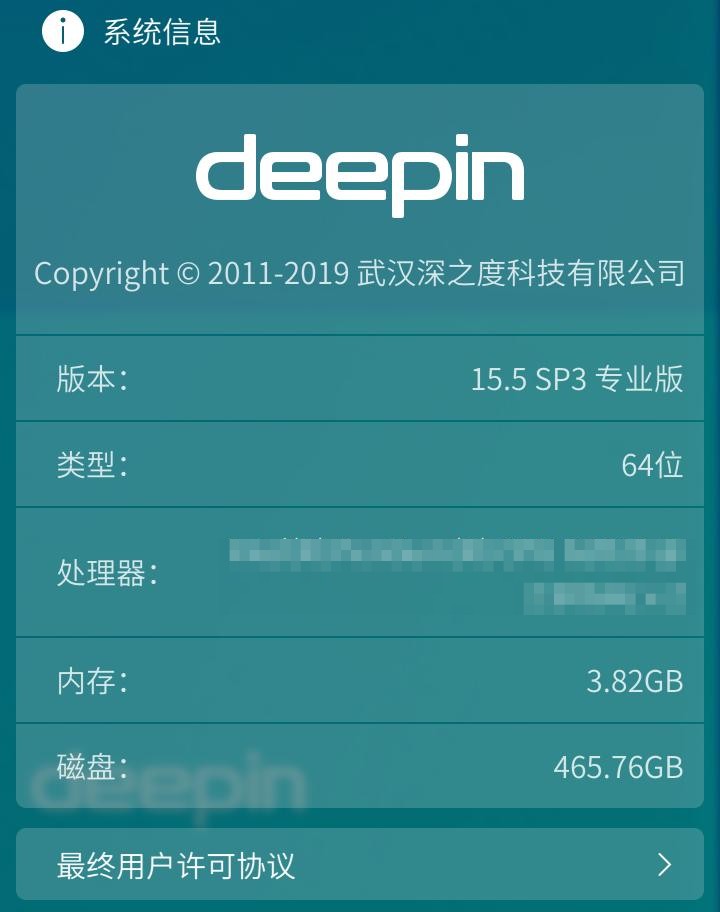 系统信息
deepin
Copyright © 2011-2019 武汉深之度科技有限公司
版本： 15.5 SP3 专业版
类型： 64位
处理器：
内存： 3.82GB
磁盘： 465.76GB
deepin
最终用户许可协议